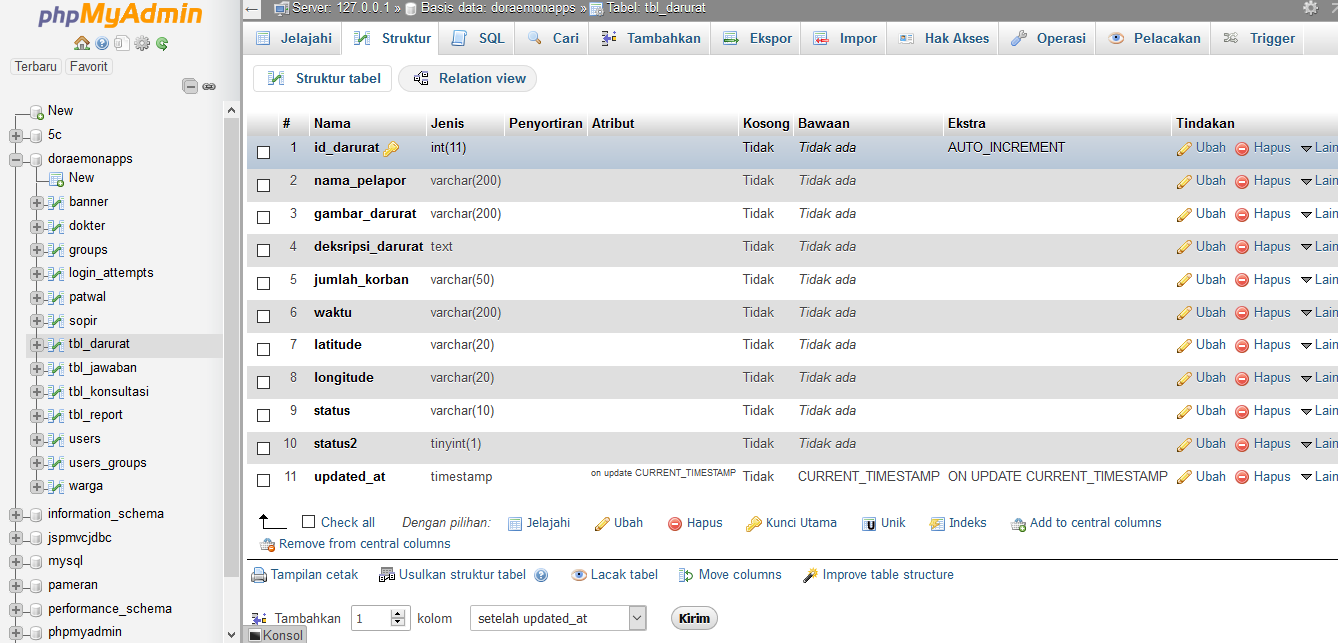 phpMyAdmin
Terbaru Favorit
New
5c
doraemonapps
New
banner
dokter
groups
login_attempts
patwal
sopir
tbl_darurat
tbl_jawaban
tbl_konsultasi
tbl_report
users
users_groups
warga
information_schema
jspmvcjdbc
mysql
pameran
performance_schema
phpmyadmin
← Server: 127.0.0.1 » Basis data: doraemonapps » Tabel: tbl_darurat
Jelajahi Struktur SQL Cari Tambahkan Ekspor Impor Hak Akses Operasi Pelacakan Trigger
Struktur tabel Relation view
# Nama Jenis Penyortiran Atribut Kosong Bawaan Ekstra Tindakan
1 id_darurat int(11) Tidak Tidak ada AUTO_INCREMENT Ubah Hapus Lain
2 nama_pelapor varchar(200) Tidak Tidak ada Ubah Hapus Lain
3 gambar_darurat varchar(200) Tidak Tidak ada Ubah Hapus Lain
4 deksripsi_darurat text Tidak Tidak ada Ubah Hapus Lain
5 jumlah_korban varchar(50) Tidak Tidak ada Ubah Hapus Lain
6 waktu varchar(200) Tidak Tidak ada Ubah Hapus Lain
7 latitude varchar(20) Tidak Tidak ada Ubah Hapus Lain
8 longitude varchar(20) Tidak Tidak ada Ubah Hapus Lain
9 status varchar(10) Tidak Tidak ada Ubah Hapus Lain
10 status2 tinyint(1) Tidak Tidak ada Ubah Hapus Lain
11 updated_at timestamp on update CURRENT_TIMESTAMP Tidak CURRENT_TIMESTAMP ON UPDATE CURRENT_TIMESTAMP Ubah Hapus Lain
Check all Dengan pilihan: Jelajahi Ubah Hapus Kunci Utama Unik Indeks Add to central columns
Remove from central columns
Tampilan cetak Usulkan struktur tabel Lacak tabel Move columns Improve table structure
Tambahkan 1 kolom setelah updated_at Kirim
Konsol